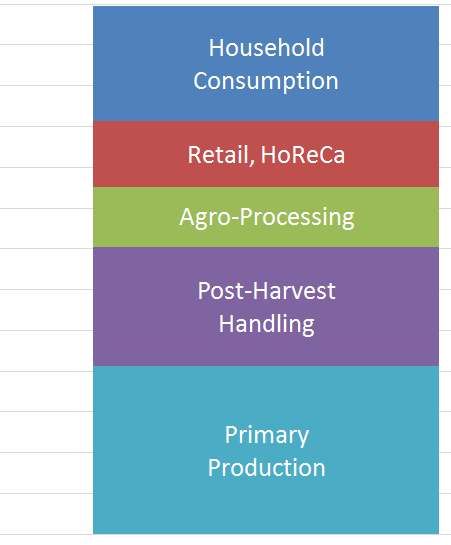 Household
Consumption
Retail, HoReCa
Agro-Processing
Post-Harvest
Handling
Primary
Production